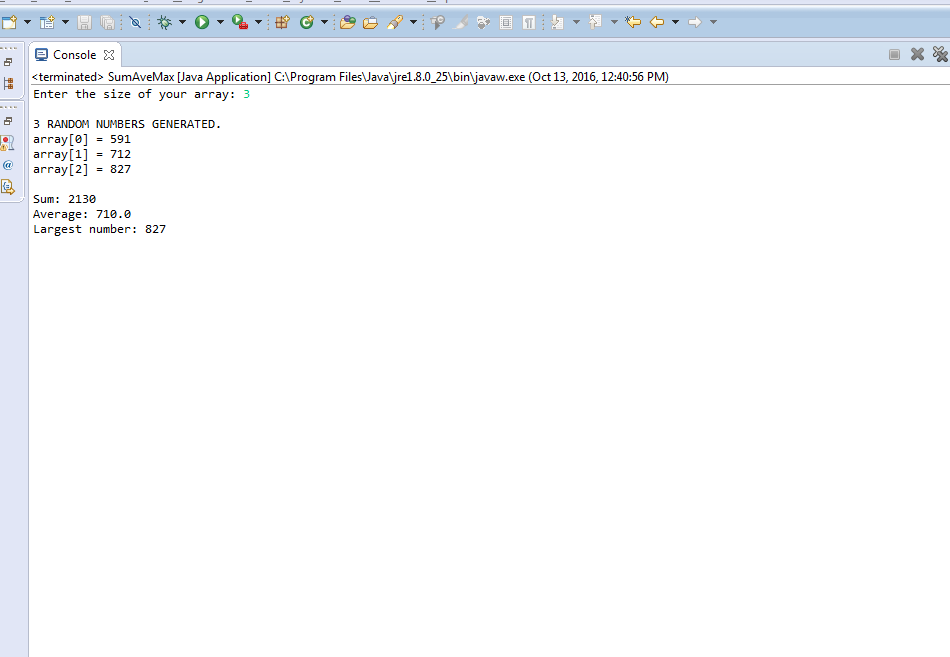 Console
<terminated> SumAveMax [Java Application] C:\Program Files\Java\jre1.8.0_25\bin\javaw.exe (Oct 13, 2016, 12:40:56 PM)
Enter the size of your array: 3
3 RANDOM NUMBERS GENERATED.
array[0] = 591
array[1] = 712
array[2] = 827
Sum: 2130
Average: 710.0
Largest number: 827